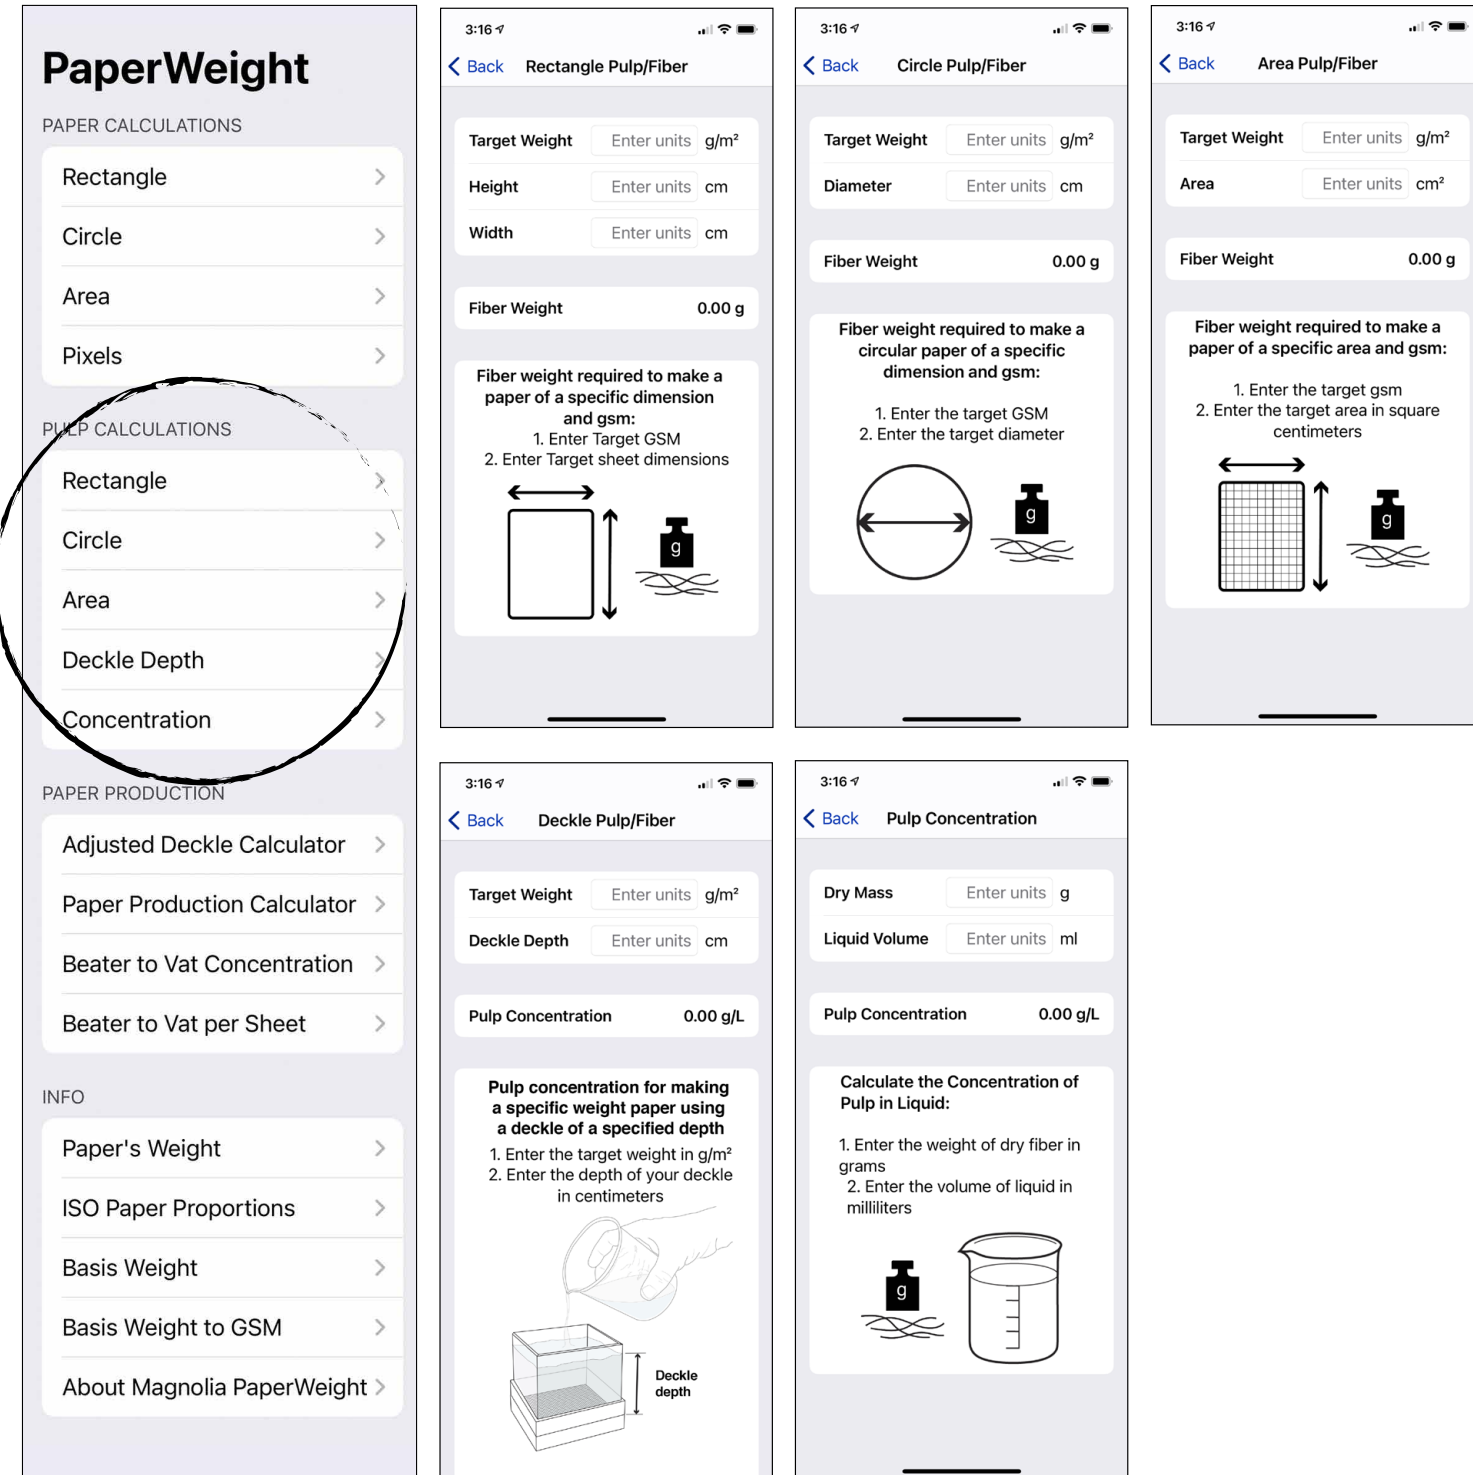 PaperWeight
PAPER CALCULATIONS
Rectangle
Circle
Area
Pixels
PULP CALCULATIONS
Rectangle
Circle
Area
Deckle Depth
Concentration
PAPER PRODUCTION
Adjusted Deckle Calculator
Paper Production Calculator
Beater to Vat Concentration
Beater to Vat per Sheet
INFO
Paper's Weight
ISO Paper Proportions
Basis Weight
Basis Weight to GSM
About Magnolia PaperWeight
3:16
Back Rectangle Pulp/Fiber
Target Weight Enter units g/m²
Height Enter units cm
Width Enter units cm
Fiber Weight 0.00 g
Fiber weight required to make a
paper of a specific dimension
and gsm:
1. Enter Target GSM
2. Enter Target sheet dimensions
g
3:16
Back Circle Pulp/Fiber
Target Weight Enter units g/m²
Diameter Enter units cm
Fiber Weight 0.00 g
Fiber weight required to make a
circular paper of a specific
dimension and gsm:
1. Enter the target GSM
2. Enter the target diameter
g
3:16
Back Area Pulp/Fiber
Target Weight Enter units g/m²
Area Enter units cm²
Fiber Weight 0.00 g
Fiber weight required to make a
paper of a specific area and gsm:
1. Enter the target gsm
2. Enter the target area in square
centimeters
g
3:16
Back Deckle Pulp/Fiber
Target Weight Enter units g/m²
Deckle Depth Enter units cm
Pulp Concentration 0.00 g/L
Pulp concentration for making
a specific weight paper using
a deckle of a specified depth
1. Enter the target weight in g/m²
2. Enter the depth of your deckle
in centimeters
Deckle
depth
3:16
Back Pulp Concentration
Dry Mass Enter units g
Liquid Volume Enter units ml
Pulp Concentration 0.00 g/L
Calculate the Concentration of
Pulp in Liquid:
1. Enter the weight of dry fiber in
grams
2. Enter the volume of liquid in
milliliters
g